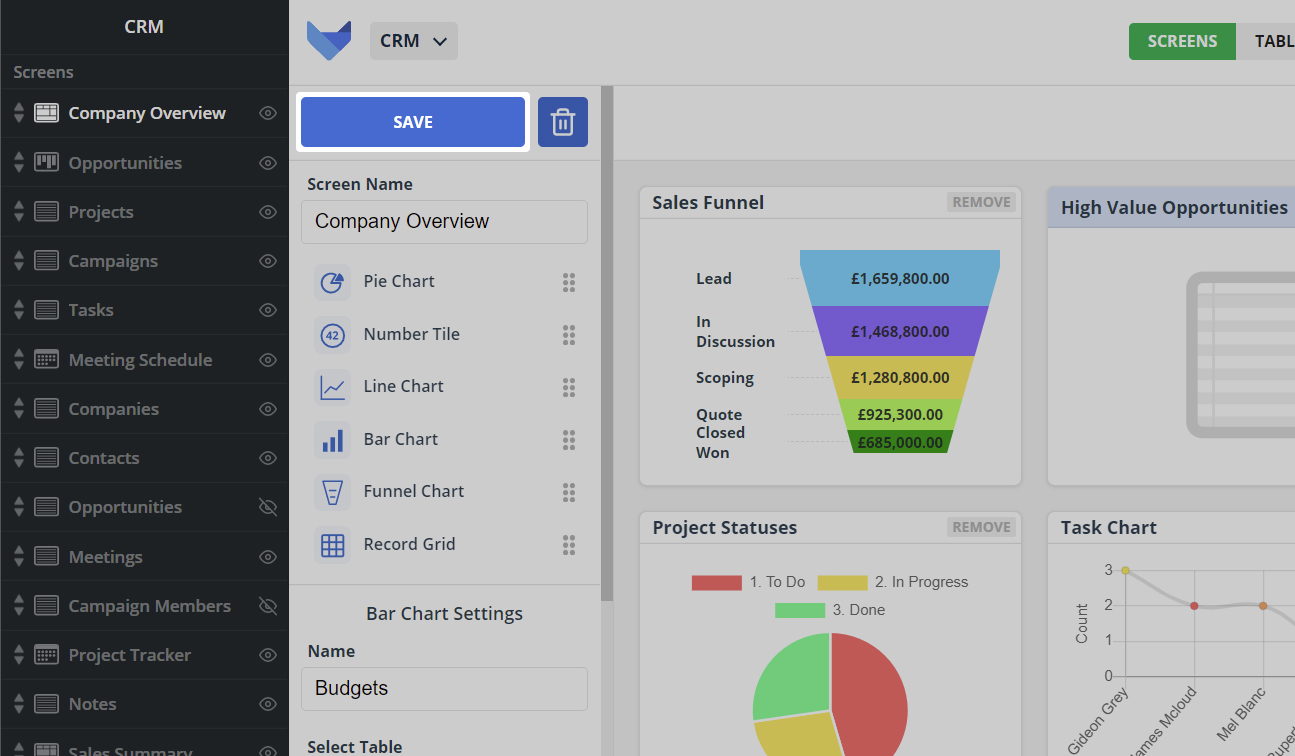 CRM
Screens
Company Overview
Opportunities
Projects
Campaigns
Tasks
Meeting Schedule
Companies
Contacts
Opportunities
Meetings
Campaign Members
Project Tracker
Notes
Sales Summary
CRM
SCREENS
TABL
SAVE
Screen Name
Company Overview
Pie Chart
42
Number Tile
Line Chart
Bar Chart
Funnel Chart
Record Grid
Bar Chart Settings
Name
Budgets
Select Table
Sales Funnel
REMOVE
Lead
£1,659,800.00
In
Discussion
£1,468,800.00
Scoping
£1,280,800.00
Quote
£925,300.00
Closed
Won
£685,000.00
High Value Opportunities
Project Statuses
REMOVE
1. To Do
2. In Progress
3. Done
Task Chart
3
2
1
0
Count
Gideon Grey
ames Mcloud
Mel Blanc
Rupert